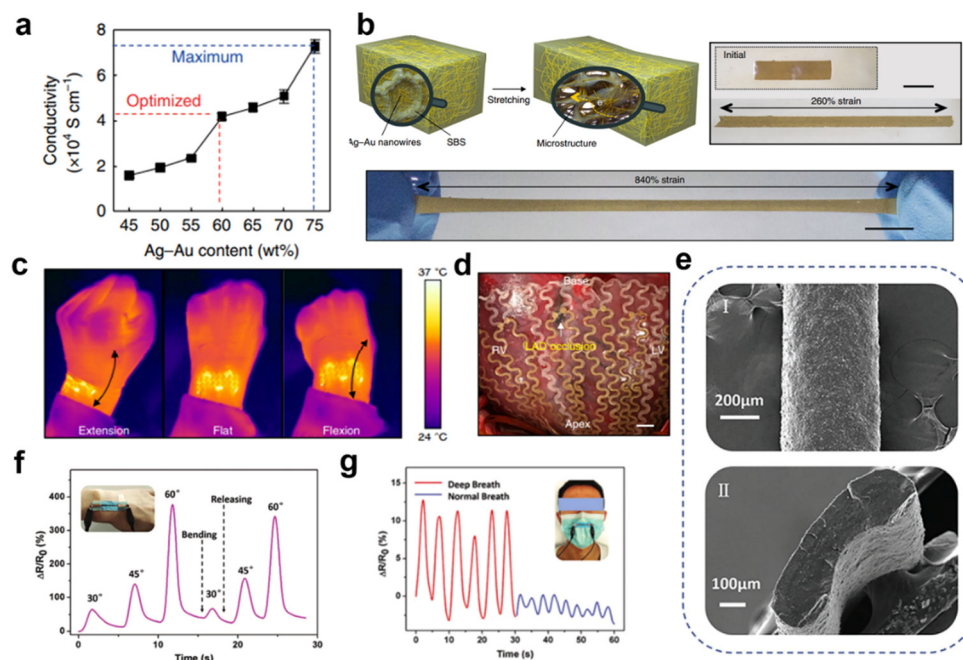 a
Conductivity
(×10⁴ S cm⁻¹)
8
6
4
2
0
Maximum
Optimized
45 50 55 60 65 70 75
Ag–Au content (wt%)
b
Stretching
Ag–Au nanowires
SBS
Microstructure
Initial
260% strain
840% strain
c
Extension
Flat
Flexion
37 °C
24 °C
d
Base
LAD occlusion
RV
LV
Apex
e
I
200μm
II
100μm
f
ΔR/R₀ (%)
400
300
200
100
0
30°
45°
60°
Bending
Releasing
30°
45°
60°
0 10 20 30
Time (s)
g
Deep Breath
Normal Breath
ΔR/R₀ (%)
15
10
5
0
0 10 20 30 40 50 60
Time (s)